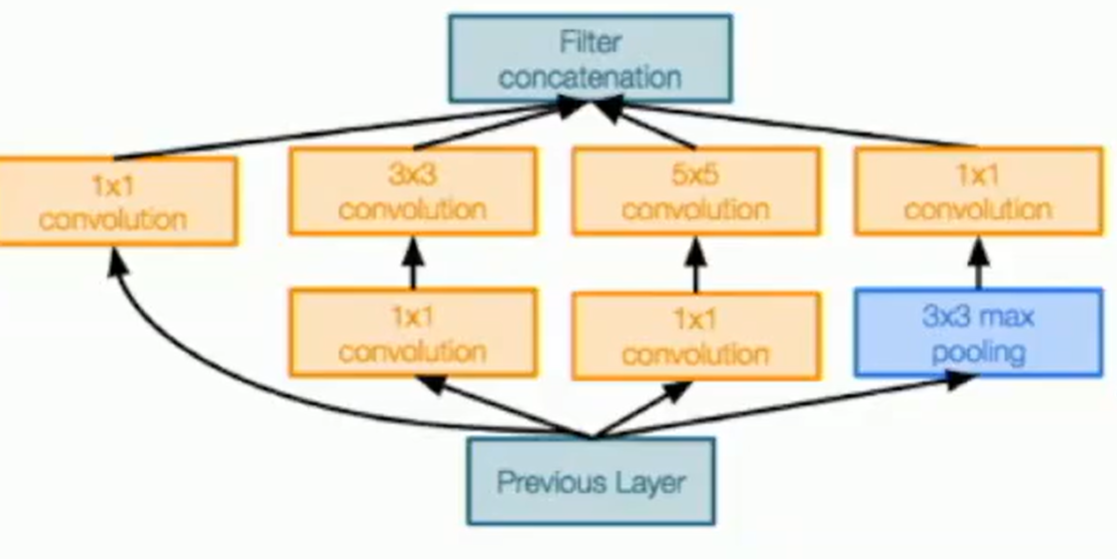 Filter
concatenation
1x1
convolution
3x3
convolution
5x5
convolution
1x1
convolution
1x1
convolution
1x1
convolution
3x3 max
pooling
Previous Layer